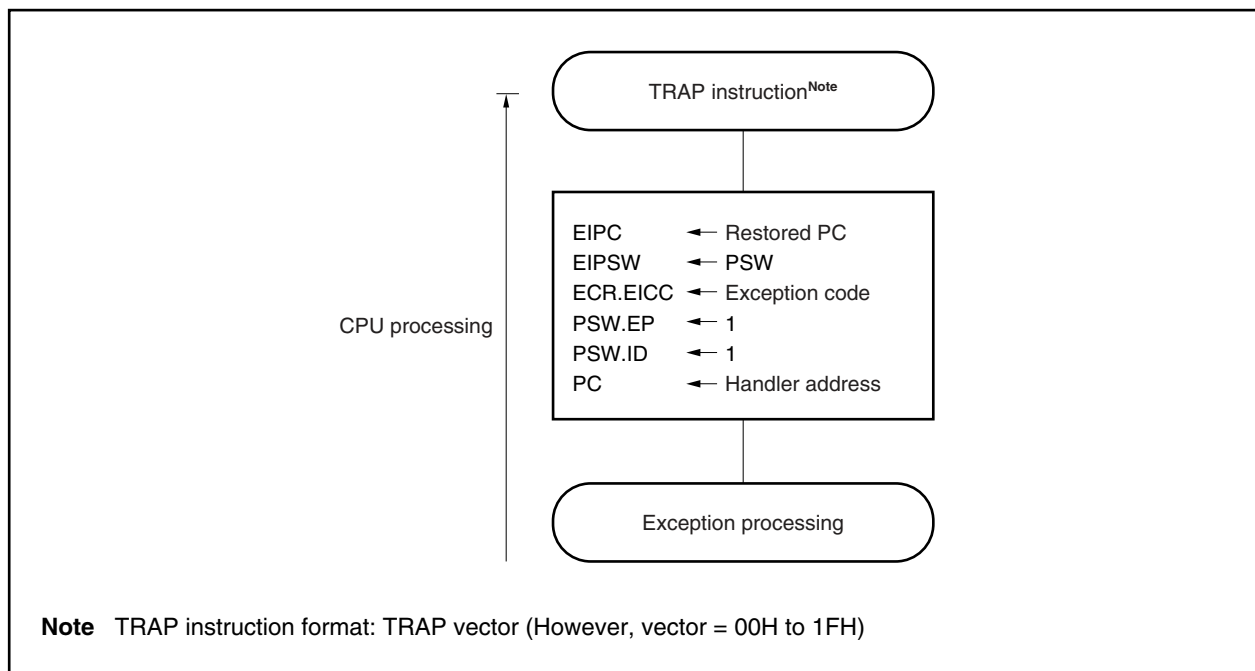 TRAP instructionNote
EIPC ← Restored PC
EIPSW ← PSW
ECR.EICC ← Exception code
PSW.EP ← 1
PSW.ID ← 1
PC ← Handler address
CPU processing
Exception processing
Note TRAP instruction format: TRAP vector (However, vector = 00H to 1FH)